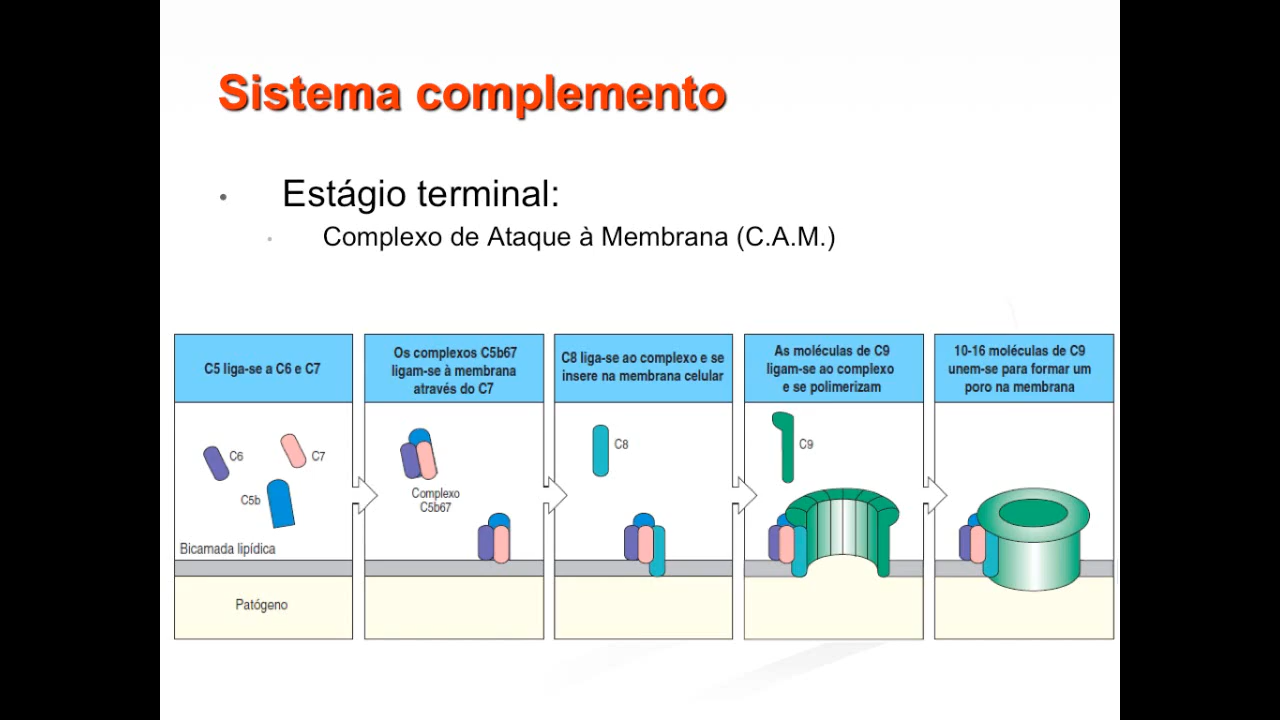 Sistema complemento
Estágio terminal:
Complexo de Ataque à Membrana (C.A.M.)
C5 liga-se a C6 e C7
C6
C7
C5b
Bicamada lipídica
Patógeno
Os complexos C5b67
ligam-se à membrana
através do C7
Complexo
C5b67
C8 liga-se ao complexo e se
insere na membrana celular
C8
As moléculas de C9
ligam-se ao complexo
e se polimerizam
C9
10-16 moléculas de C9
unem-se para formar um
poro na membrana